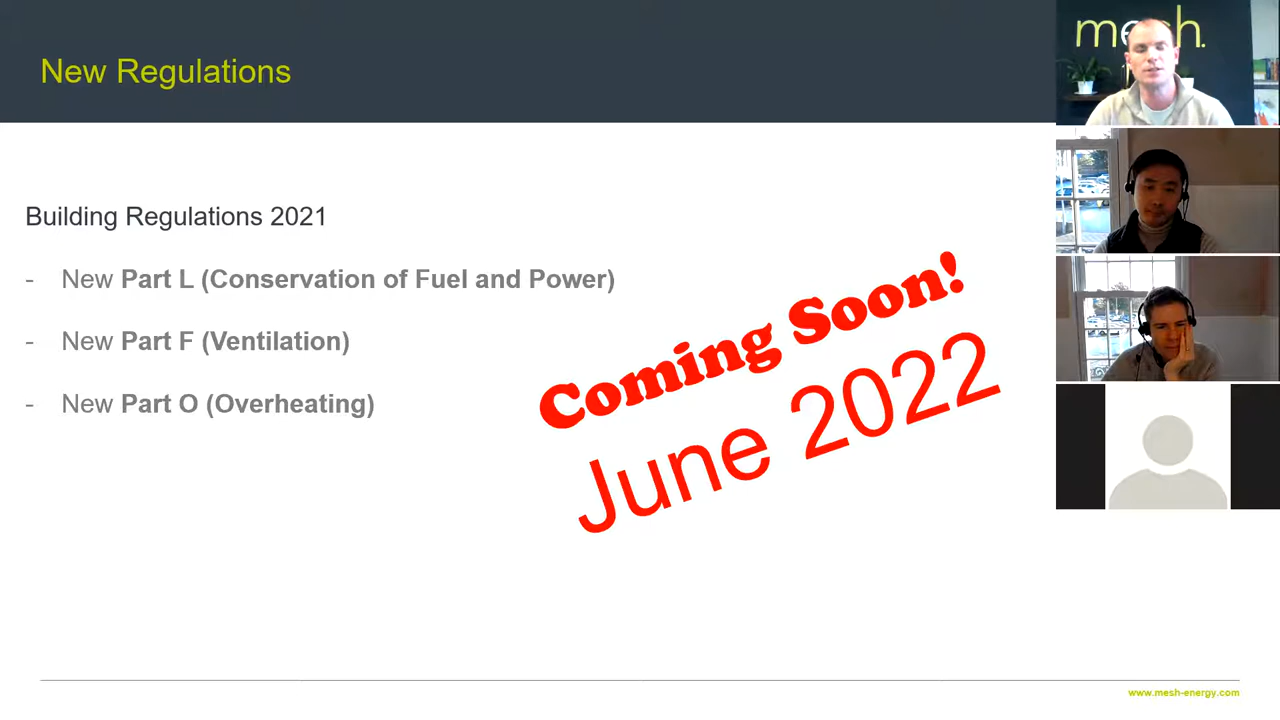 New Regulations
mesh.
Building Regulations 2021
- New Part L (Conservation of Fuel and Power)
- New Part F (Ventilation)
- New Part O (Overheating)
Coming Soon!
June 2022
www.mesh-energy.com